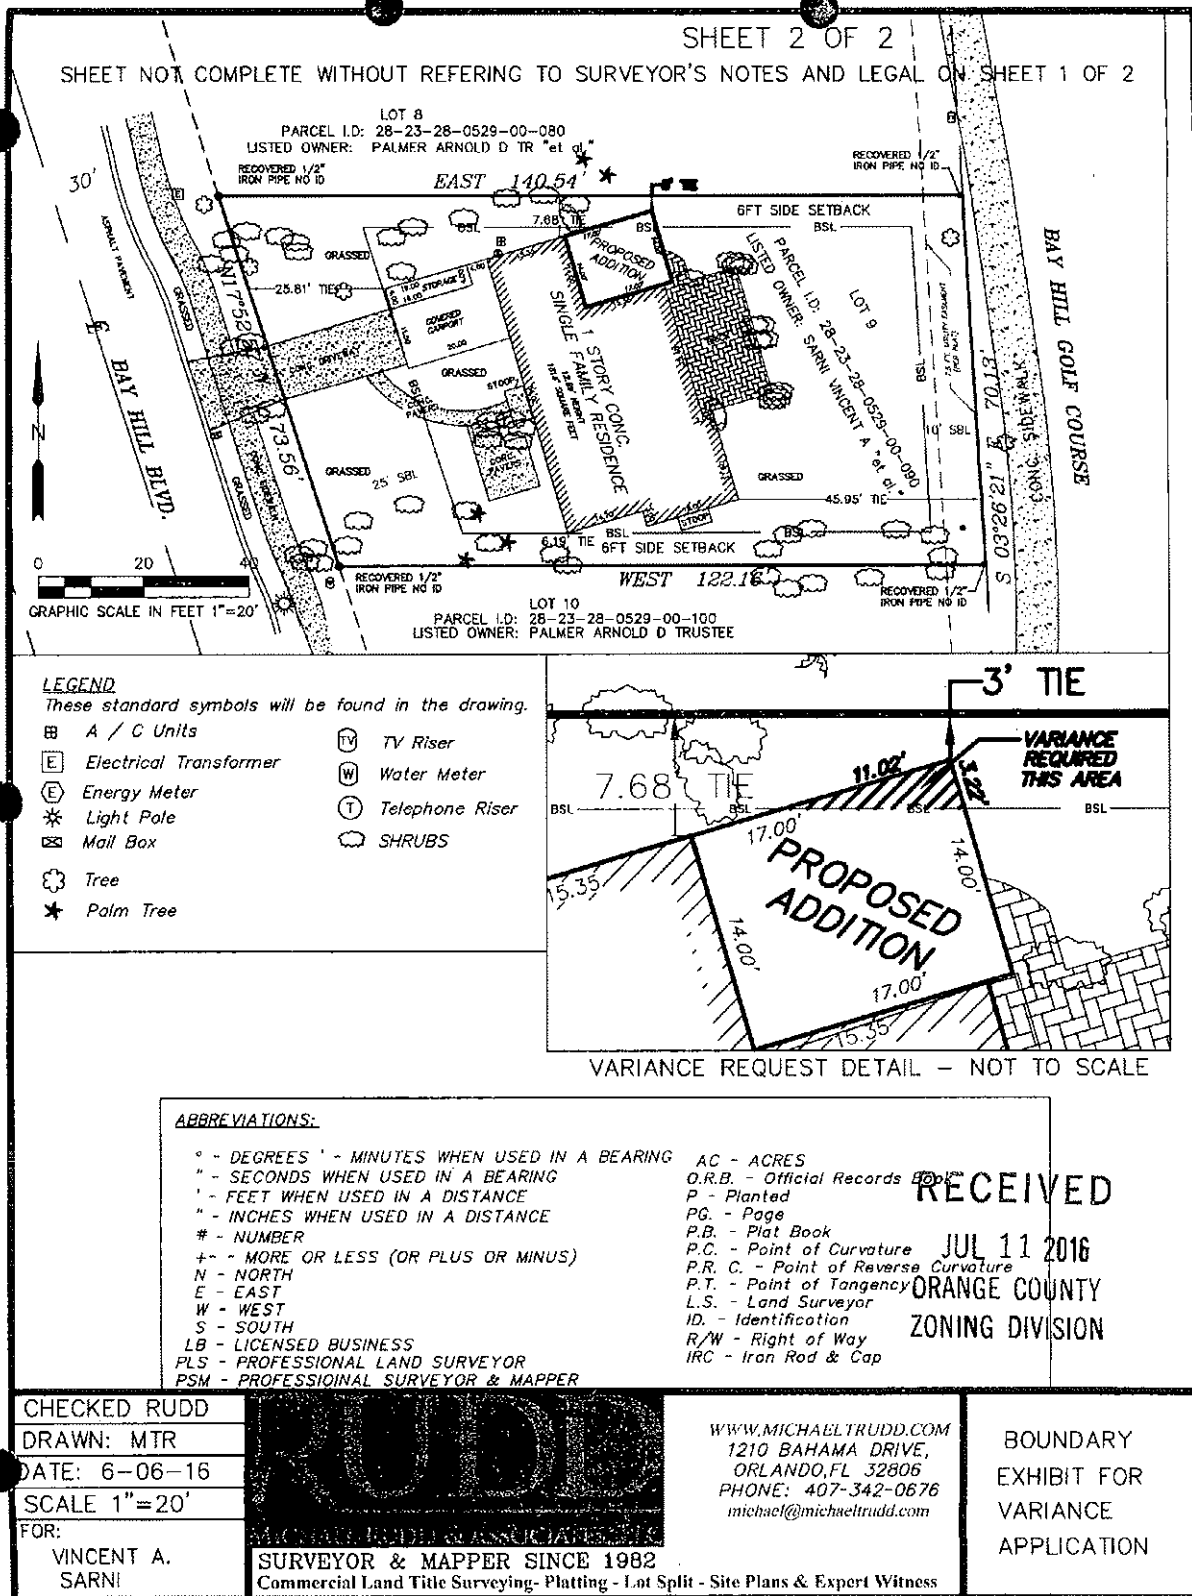 SHEET 2 OF 2
SHEET NOT COMPLETE WITHOUT REFERING TO SURVEYOR'S NOTES AND LEGAL ON SHEET 1 OF 2
LOT 8
PARCEL I.D: 28-23-28-0529-00-080
LISTED OWNER: PALMER ARNOLD D TR "et al."
RECOVERED 1/2"
IRON PIPE NO ID
EAST 140.54'
RECOVERED 1/2"
IRON PIPE NO ID
30'
E
ASPHALT PAVEMENT
GRASSED
7.68' TIE
BSL
BSL
6FT SIDE SETBACK
BSL
GRASSED
PROPOSED
ADDITION
25.81' TIE
STORAGE
COVERED
CARPORT
20.00
1 STORY CONC.
SINGLE FAMILY RESIDENCE
LOT 9
PARCEL I.D: 28-23-28-0529-00-090
LISTED OWNER: SARNI VINCENT A "et al."
BSL
10' SBL
S 03°26'21" E 70.13'
CONC. SIDEWALK
BAY HILL GOLF COURSE
N
BAY HILL BLVD.
GRASSED
STOOP
GRASSED
25' SBL
73.56'
CONC.
PAVERS
GRASSED
45.95' TIE
STOOP
6.19 TIE
BSL
BSL
6FT SIDE SETBACK
WEST 122.16'
RECOVERED 1/2"
IRON PIPE NO ID
RECOVERED 1/2"
IRON PIPE NO ID
0 20 40
GRAPHIC SCALE IN FEET 1"=20'
LOT 10
PARCEL I.D: 28-23-28-0529-00-100
LISTED OWNER: PALMER ARNOLD D TRUSTEE
LEGEND
These standard symbols will be found in the drawing.
A / C Units
E Electrical Transformer
E Energy Meter
Light Pole
Mail Box
Tree
Palm Tree
TV TV Riser
W Water Meter
T Telephone Riser
SHRUBS
3' TIE
VARIANCE
REQUIRED
THIS AREA
11.02'
3.22'
7.68 TIE
BSL
BSL
BSL
17.00'
14.00'
PROPOSED
ADDITION
15.35
14.00'
17.00'
15.35
VARIANCE REQUEST DETAIL - NOT TO SCALE
ABBREVIATIONS:
° - DEGREES ' - MINUTES WHEN USED IN A BEARING
" - SECONDS WHEN USED IN A BEARING
' - FEET WHEN USED IN A DISTANCE
" - INCHES WHEN USED IN A DISTANCE
# - NUMBER
+- - MORE OR LESS (OR PLUS OR MINUS)
N - NORTH
E - EAST
W - WEST
S - SOUTH
LB - LICENSED BUSINESS
PLS - PROFESSIONAL LAND SURVEYOR
PSM - PROFESSIOINAL SURVEYOR & MAPPER
AC - ACRES
O.R.B. - Official Records Book
P - Planted
PG. - Page
P.B. - Plat Book
P.C. - Point of Curvature
P.R. C. - Point of Reverse Curvature
P.T. - Point of Tangency
L.S. - Land Surveyor
ID. - Identification
R/W - Right of Way
IRC - Iron Rod & Cap
RECEIVED
JUL 11 2016
ORANGE COUNTY
ZONING DIVISION
CHECKED RUDD
DRAWN: MTR
DATE: 6-06-16
SCALE 1"=20'
FOR:
VINCENT A.
SARNI
RUDD
SURVEYOR & MAPPER SINCE 1982
Commercial Land Title Surveying- Platting - Lot Split - Site Plans & Expert Witness
WWW.MICHAELTRUDD.COM
1210 BAHAMA DRIVE,
ORLANDO,FL 32806
PHONE: 407-342-0676
michael@michaeltrudd.com
BOUNDARY
EXHIBIT FOR
VARIANCE
APPLICATION